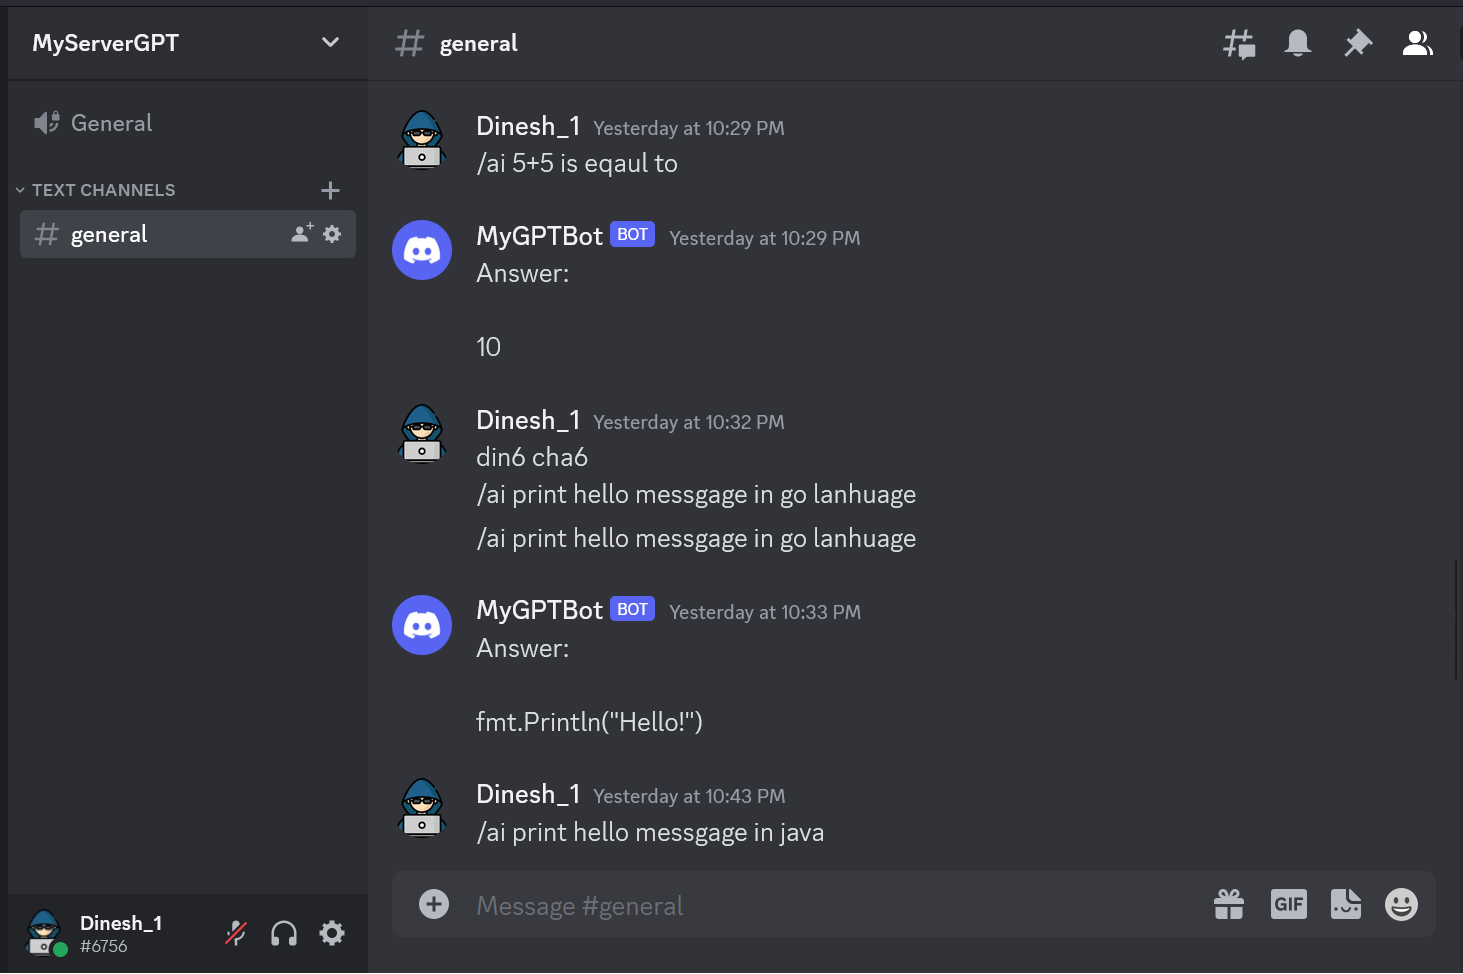 MyServerGPT
General
TEXT CHANNELS
general
Dinesh_1
#6756
general
Dinesh_1 Yesterday at 10:29 PM
/ai 5+5 is eqaul to
MyGPTBot BOT Yesterday at 10:29 PM
Answer:
10
Dinesh_1 Yesterday at 10:32 PM
din6 cha6
/ai print hello messgage in go lanhuage
/ai print hello messgage in go lanhuage
MyGPTBot BOT Yesterday at 10:33 PM
Answer:
fmt.Println("Hello!")
Dinesh_1 Yesterday at 10:43 PM
/ai print hello messgage in java
Message #general
GIF